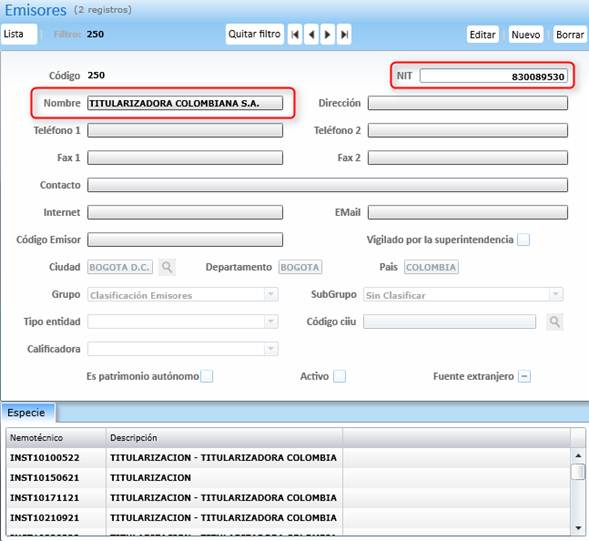 Emisores (2 registros)
Lista Filtro: 250 Quitar filtro Editar Nuevo Borrar
Código 250 NIT 830089530
Nombre TITULARIZADORA COLOMBIANA S.A. Dirección
Teléfono 1 Teléfono 2
Fax 1 Fax 2
Contacto
Internet EMail
Código Emisor Vigilado por la superintendencia
Ciudad BOGOTA D.C. Departamento BOGOTA Pais COLOMBIA
Grupo Clasificación Emisores SubGrupo Sin Clasificar
Tipo entidad Código ciiu
Calificadora
Es patrimonio autónomo Activo Fuente extranjero
Especie
Nemotécnico Descripción
INST10100522 TITULARIZACION - TITULARIZADORA COLOMBIA
INST10150621 TITULARIZACION
INST10171121 TITULARIZACION - TITULARIZADORA COLOMBIA
INST10210921 TITULARIZACION - TITULARIZADORA COLOMBIA